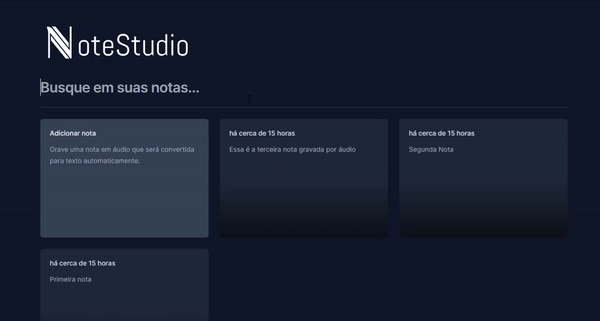 NoteStudio
Busque em suas notas...
Adicionar nota
Grave uma nota em áudio que será convertida
para texto automaticamente.
há cerca de 15 horas
Essa é a terceira nota gravada por áudio
há cerca de 15 horas
Segunda Nota
há cerca de 15 horas
Primeira nota